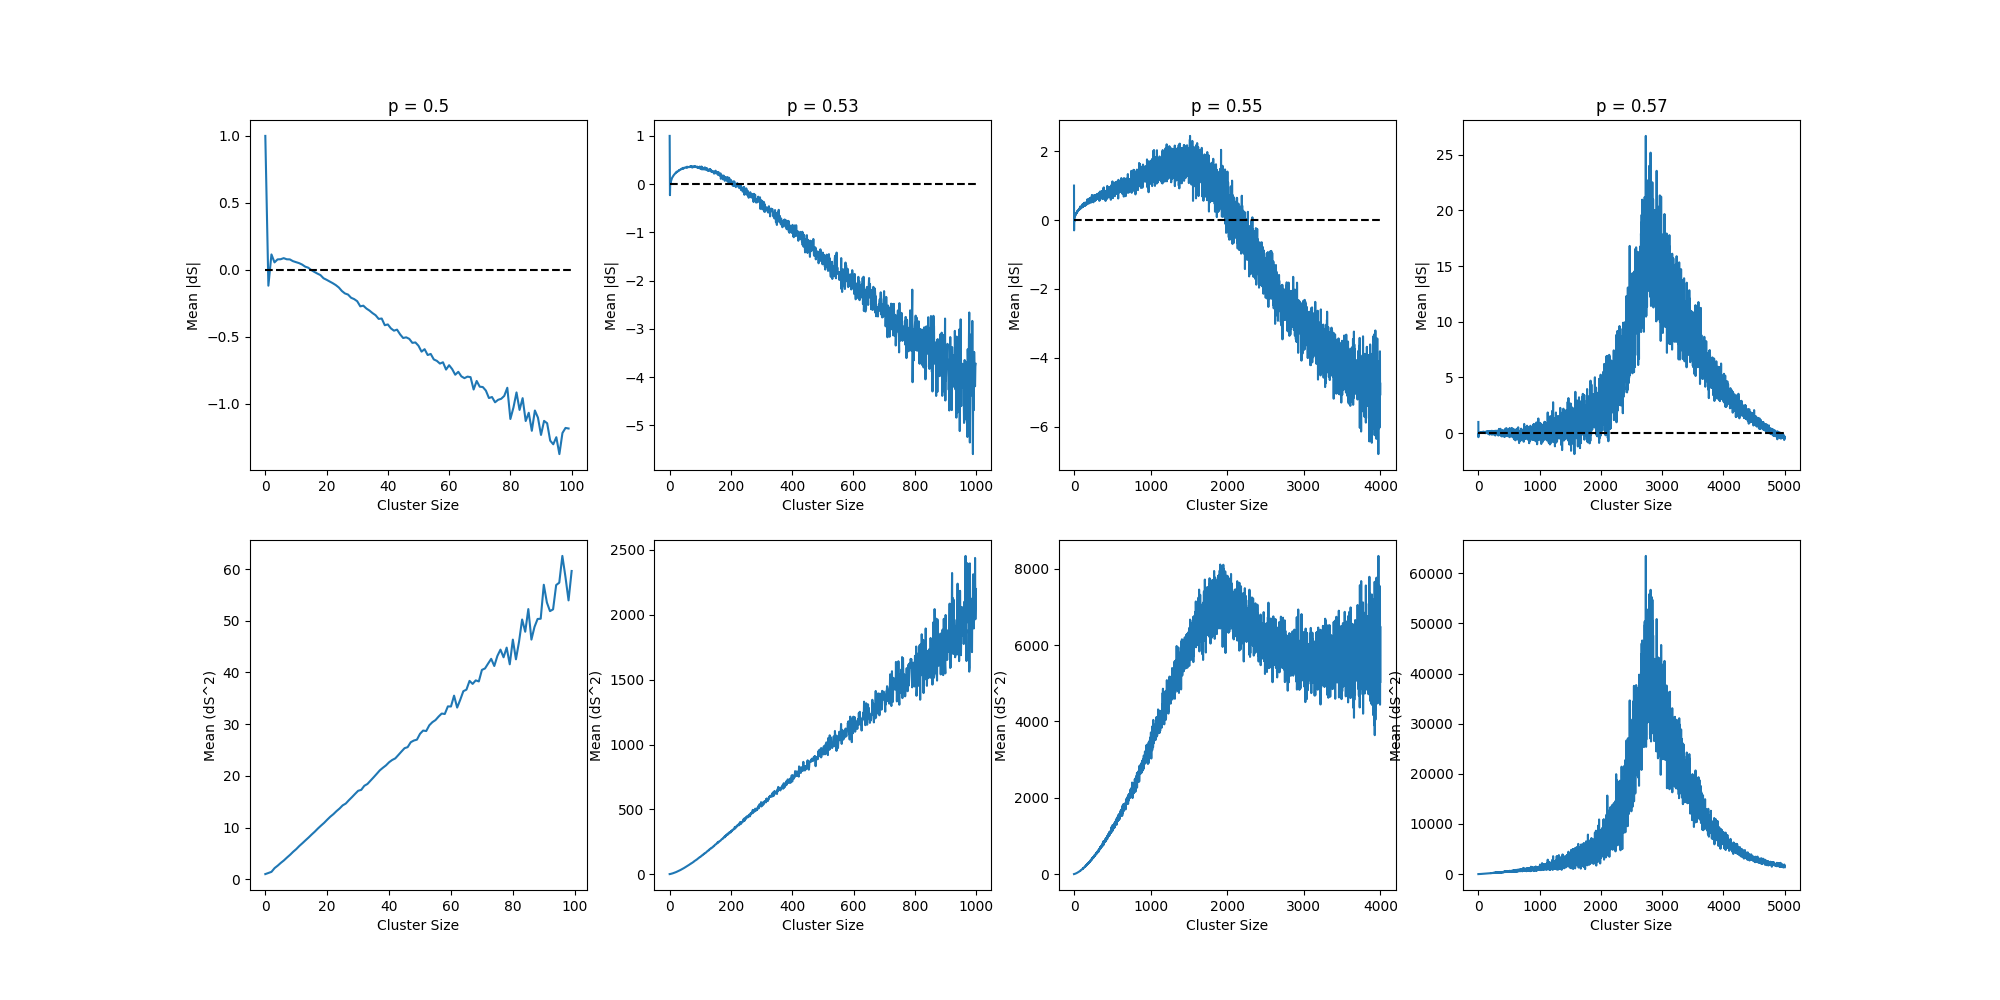 p = 0.5
p = 0.53
p = 0.55
p = 0.57
1.0
0.5
0.0
−0.5
−1.0
Mean |dS|
0 20 40 60 80 100
Cluster Size
1
0
−1
−2
−3
−4
−5
Mean |dS|
0 200 400 600 800 1000
Cluster Size
2
0
−2
−4
−6
Mean |dS|
0 1000 2000 3000 4000
Cluster Size
25
20
15
10
5
0
Mean |dS|
0 1000 2000 3000 4000 5000
Cluster Size
60
50
40
30
20
10
0
Mean (dS^2)
0 20 40 60 80 100
Cluster Size
2500
2000
1500
1000
500
0
Mean (dS^2)
0 200 400 600 800 1000
Cluster Size
8000
6000
4000
2000
0
Mean (dS^2)
0 1000 2000 3000 4000
Cluster Size
60000
50000
40000
30000
20000
10000
0
Mean (dS^2)
0 1000 2000 3000 4000 5000
Cluster Size